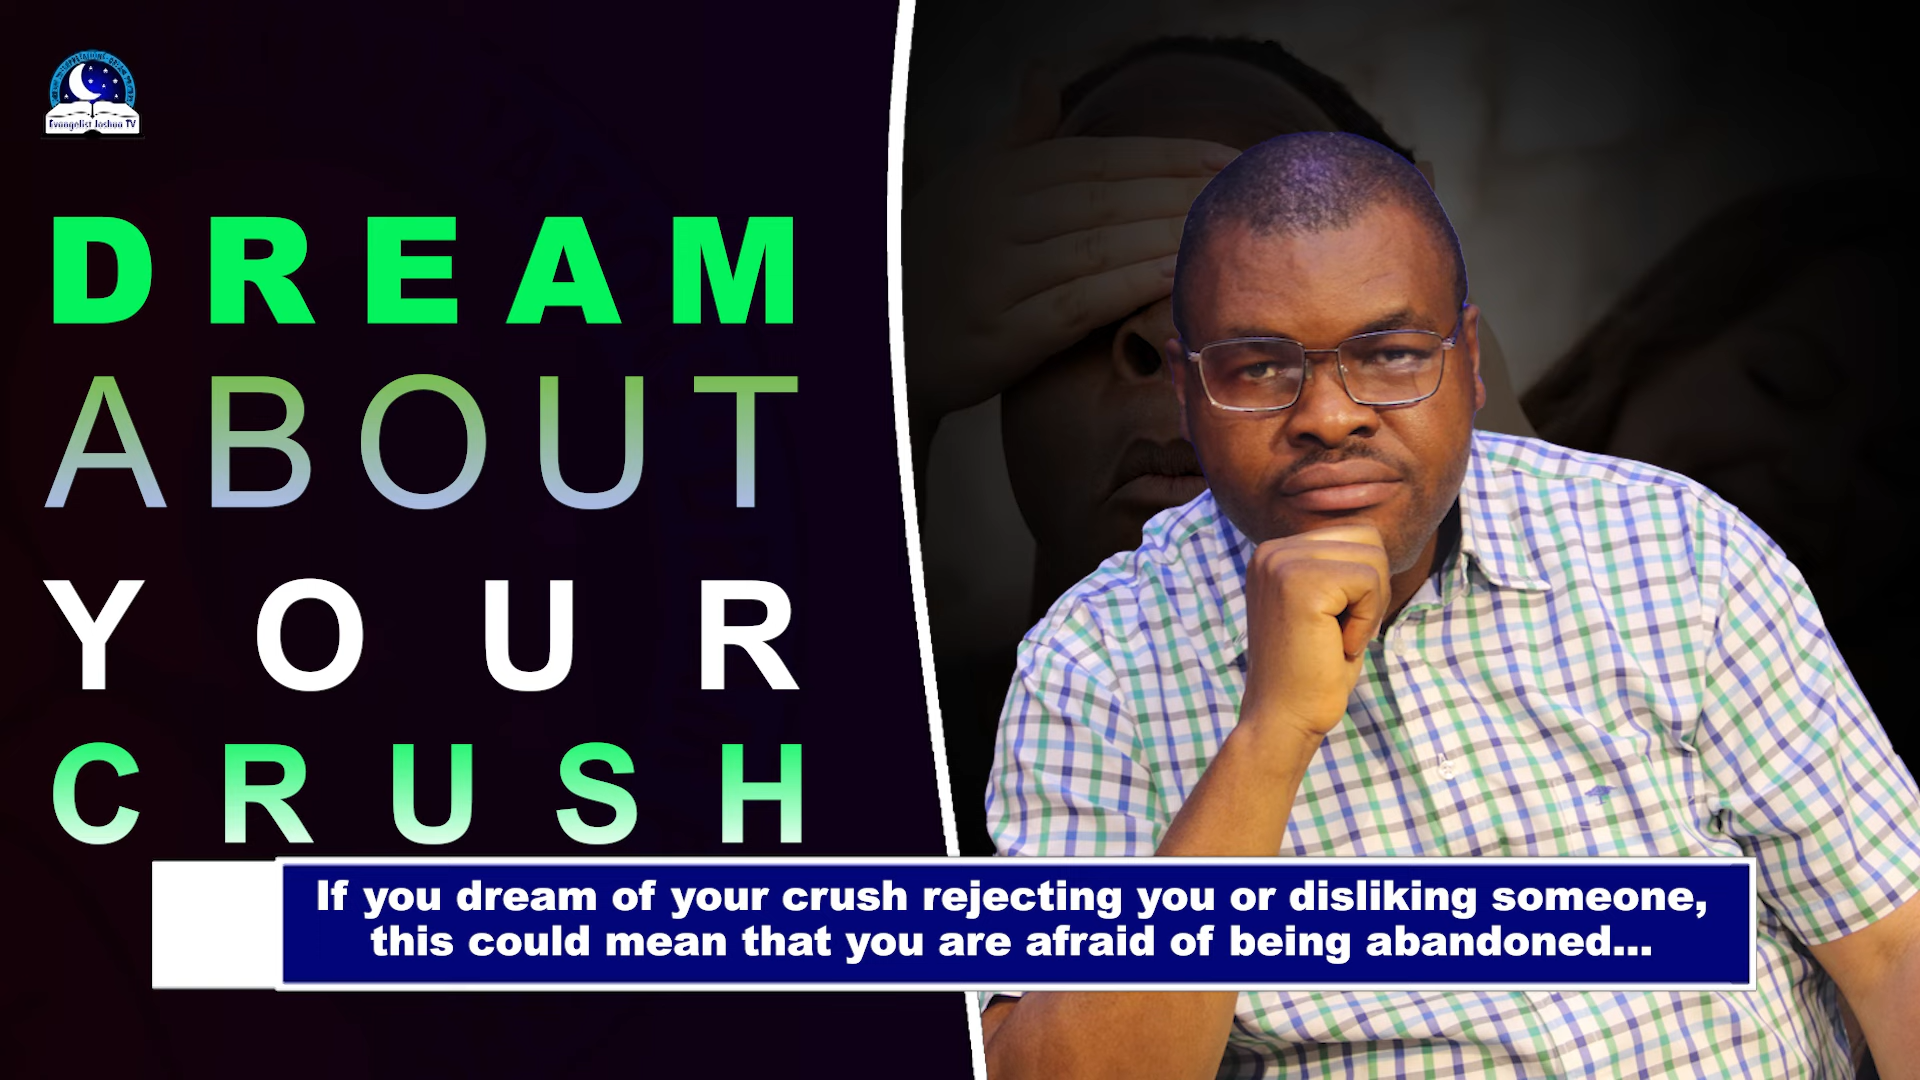 Evangelist Joshua TV
DREAM
ABOUT
YOUR
CRUSH
If you dream of your crush rejecting you or disliking someone,
this could mean that you are afraid of being abandoned...